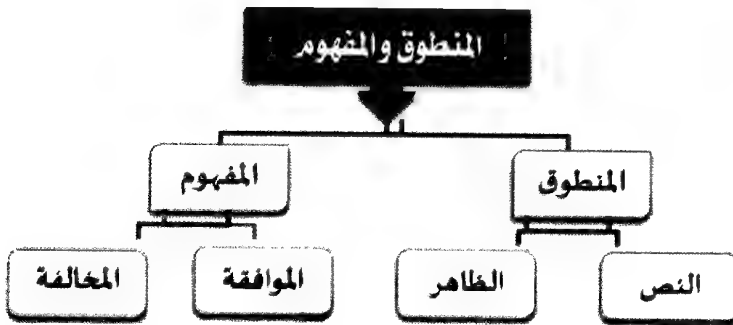 المنطوق والمفهوم
المنطوق
المفهوم
النص
الظاهر
الموافقة
المخالفة